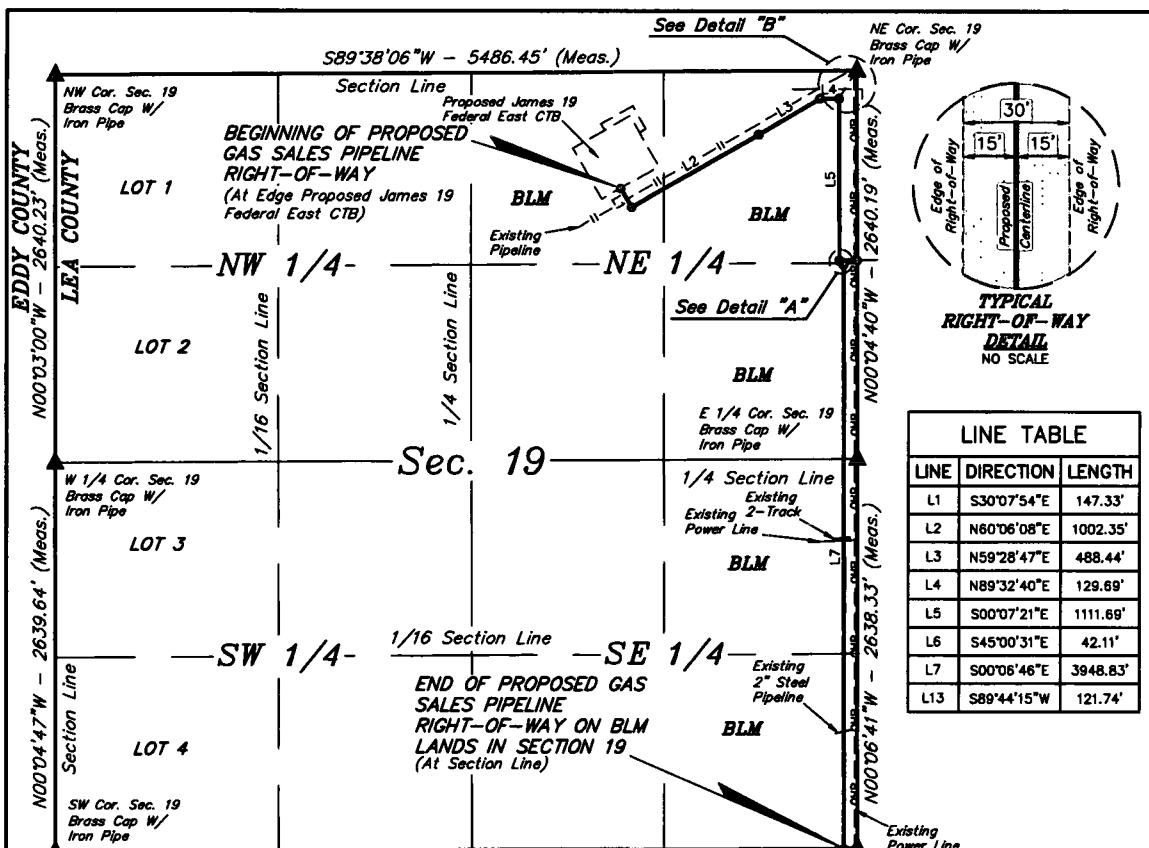 See Detail "B"
NE Cor. Sec. 19
Brass Cap W/
Iron Pipe
S89°38'06"W - 5486.45' (Meas.)
Section Line
NW Cor. Sec. 19
Brass Cap W/
Iron Pipe
Proposed James 19
Federal East CTB
BEGINNING OF PROPOSED
GAS SALES PIPELINE
RIGHT-OF-WAY
(At Edge Proposed James 19
Federal East CTB)
Existing
Pipeline
L2
L3
L4
L5
BLM
BLM
LOT 1
EDDY COUNTY
LEA COUNTY
N00°03'00"W - 2640.23' (Meas.)
NW 1/4
NE 1/4
N00°04'40"W - 2640.19' (Meas.)
OHP
See Detail "A"
30'
15'
15'
Edge of
Right-of-Way
Proposed
Centerline
Edge of
Right-of-Way
TYPICAL
RIGHT-OF-WAY
DETAIL
NO SCALE
LOT 2
1/16 Section Line
1/4 Section Line
BLM
E 1/4 Cor. Sec. 19
Brass Cap W/
Iron Pipe
Sec. 19
1/4 Section Line
W 1/4 Cor. Sec. 19
Brass Cap W/
Iron Pipe
Existing
2-Track
Existing
Power Line
LOT 3
L7
BLM
N00°04'47"W - 2639.64' (Meas.)
N00°06'41"W - 2638.33' (Meas.)
SW 1/4
1/16 Section Line
SE 1/4
Existing
2" Steel
Pipeline
END OF PROPOSED GAS
SALES PIPELINE
RIGHT-OF-WAY ON BLM
LANDS IN SECTION 19
(At Section Line)
BLM
LOT 4
Section Line
SW Cor. Sec. 19
Brass Cap W/
Iron Pipe
Existing
Power Line
LINE TABLE
LINE DIRECTION LENGTH
L1 S30°07'54"E 147.33'
L2 N60°06'08"E 1002.35'
L3 N59°28'47"E 488.44'
L4 N89°32'40"E 129.69'
L5 S00°07'21"E 1111.69'
L6 S45°00'31"E 42.11'
L7 S00°06'46"E 3948.83'
L13 S89°44'15"W 121.74'